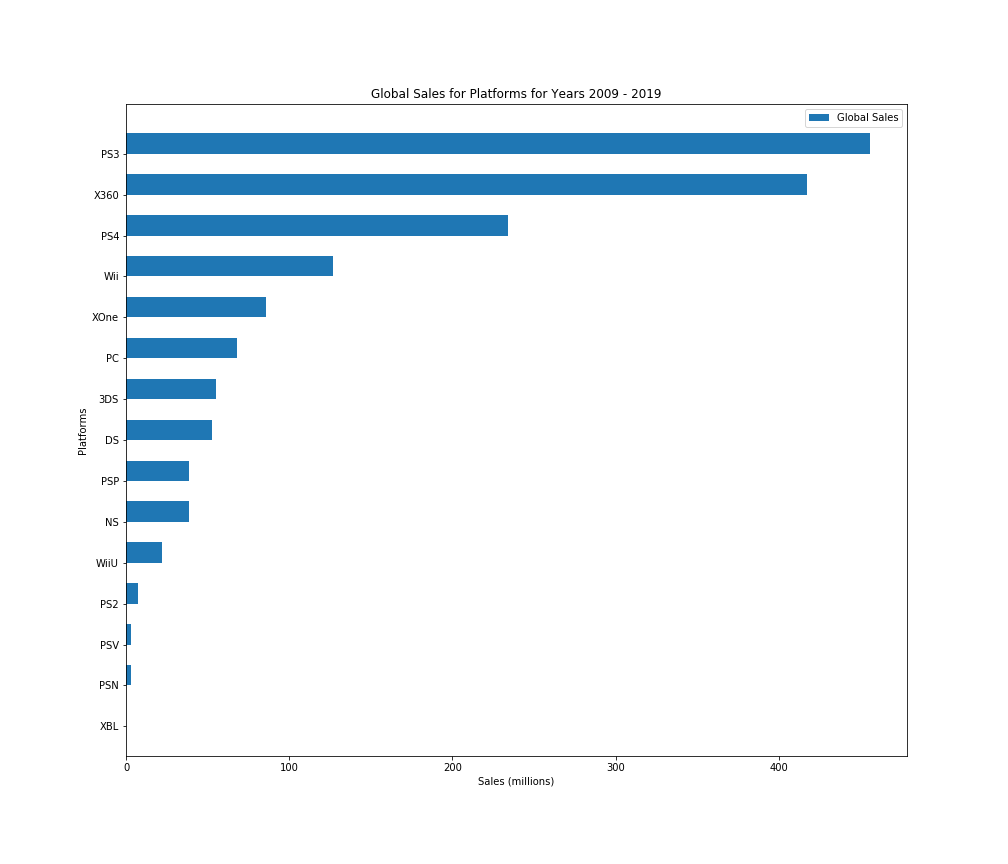 Global Sales for Platforms for Years 2009 - 2019
Global Sales
PS3
X360
PS4
Wii
XOne
PC
3DS
DS
PSP
NS
WiiU
PS2
PSV
PSN
XBL
Platforms
0 100 200 300 400
Sales (millions)